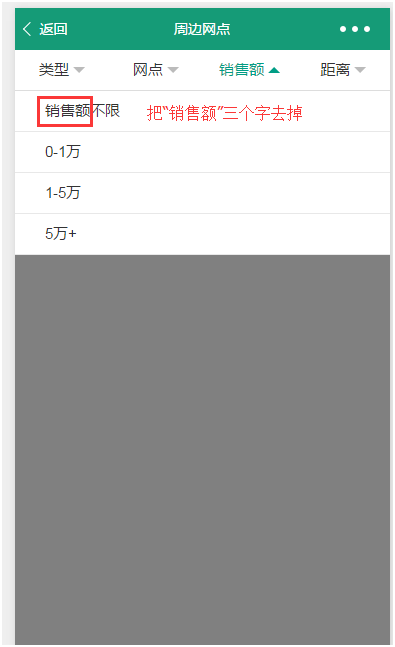 返回 周边网点
类型 网点 销售额 距离
销售额不限 把“销售额”三个字去掉
0-1万
1-5万
5万+